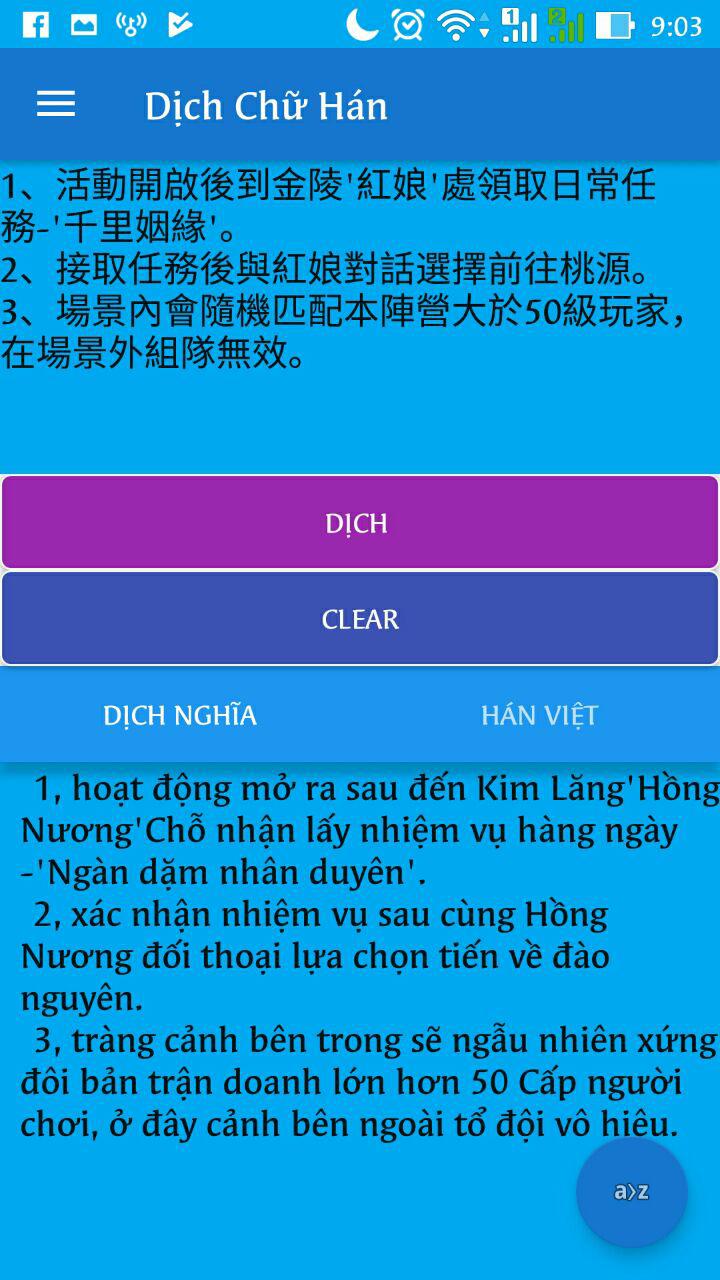 9:03
Dịch Chữ Hán
1、活動開啟後到金陵'紅娘'處領取日常任
務-'千里姻緣'。
2、接取任務後與紅娘對話選擇前往桃源。
3、場景內會隨機匹配本陣營大於50級玩家，
在場景外組隊無效。
DỊCH
CLEAR
DỊCH NGHĨA HÁN VIỆT
1, hoạt động mở ra sau đến Kim Lăng'Hồng
Nương'Chỗ nhận lấy nhiệm vụ hàng ngày
-'Ngàn dặm nhân duyên'.
2, xác nhận nhiệm vụ sau cùng Hồng
Nương đối thoại lựa chọn tiến về đào
nguyên.
3, tràng cảnh bên trong sẽ ngẫu nhiên xứng
đôi bản trận doanh lớn hơn 50 Cấp người
chơi, ở đây cảnh bên ngoài tổ đội vô hiệu.
a›z